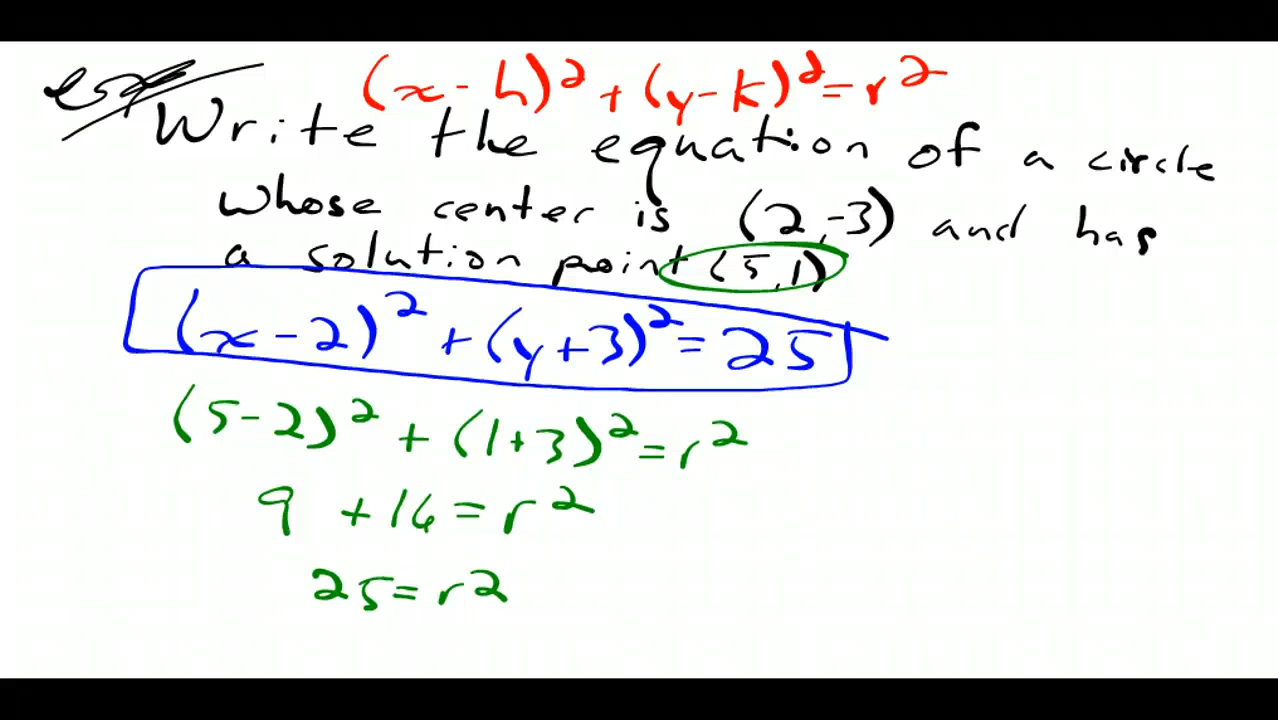 ex
(x-h)² + (y-k)² = r²
Write the equation of a circle
whose center is (2,-3) and has
a solution point (5,1)
(x-2)² + (y+3)² = 25
(5-2)² + (1+3)² = r²
9 + 16 = r²
25 = r²